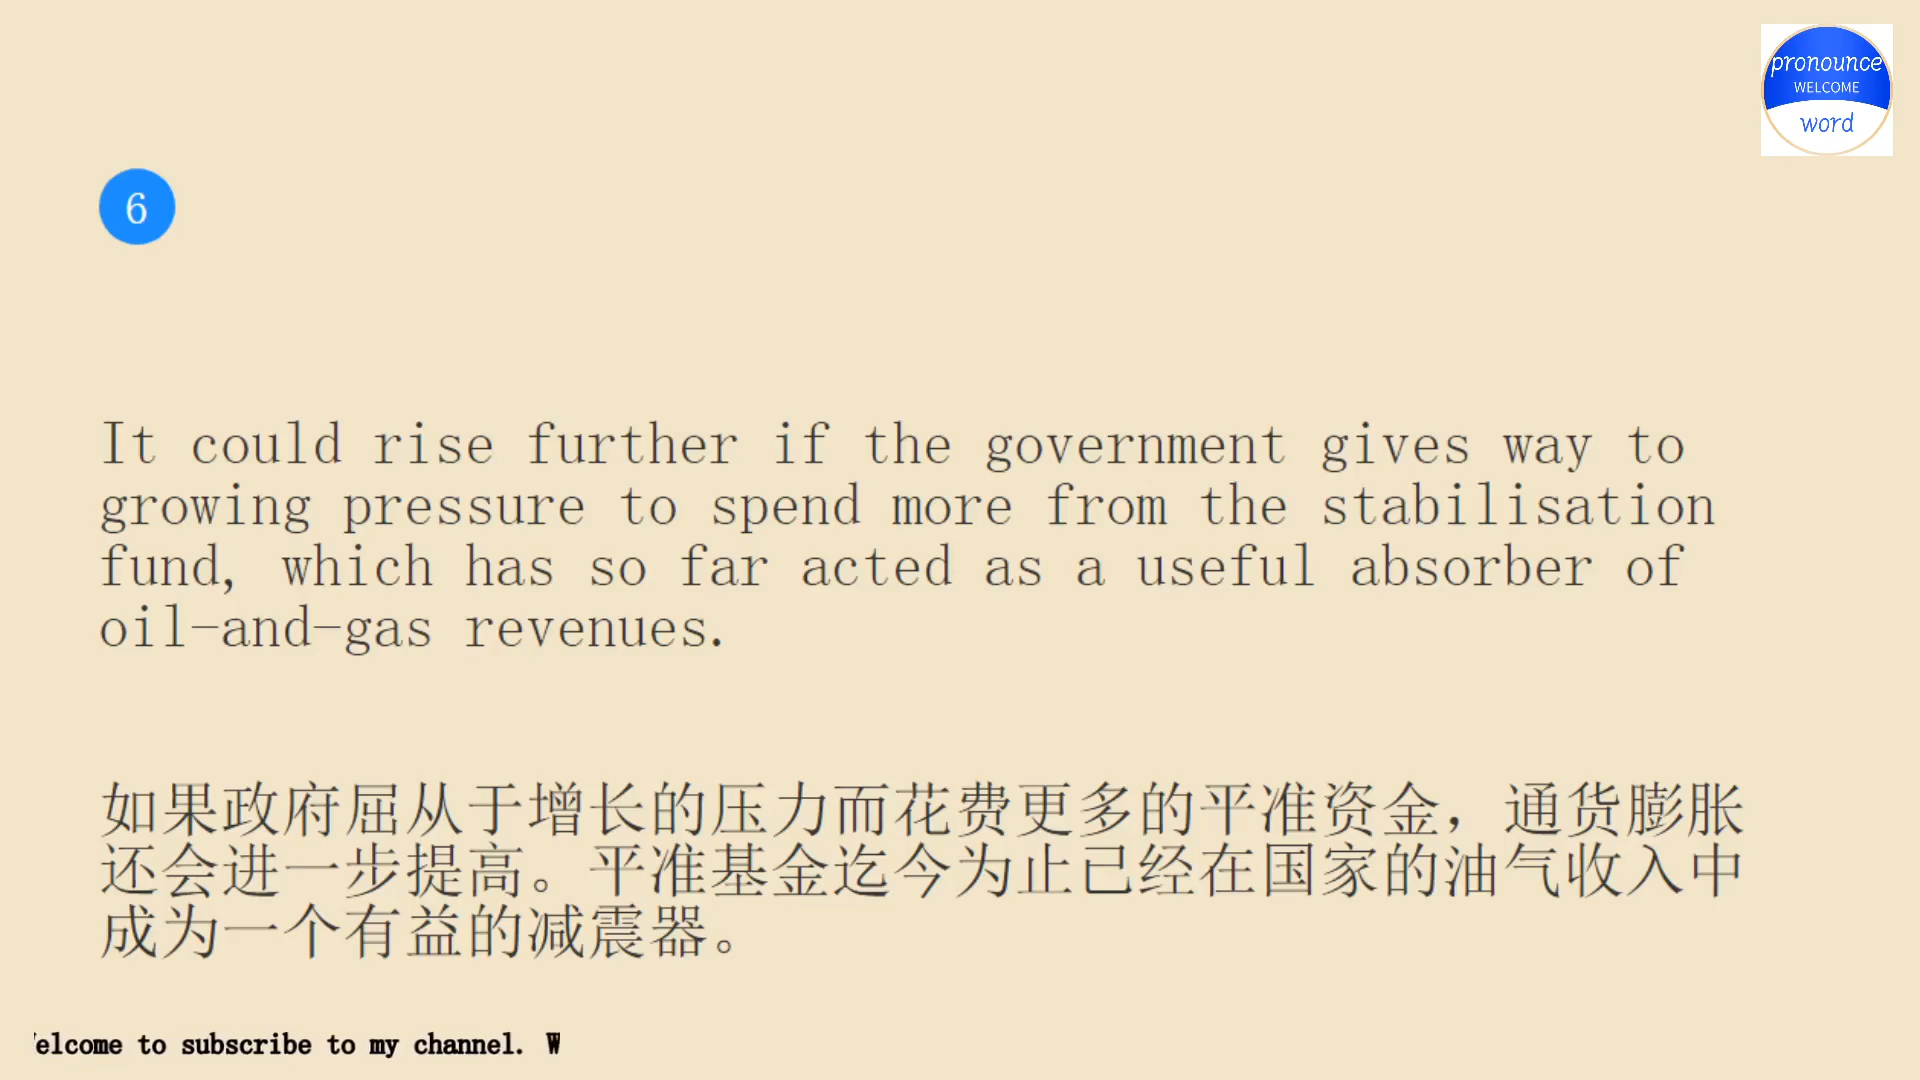 pronounce
WELCOME
word
6
It could rise further if the government gives way to
growing pressure to spend more from the stabilisation
fund, which has so far acted as a useful absorber of
oil-and-gas revenues.
如果政府屈从于增长的压力而花费更多的平准资金，通货膨胀
还会进一步提高。平准基金迄今为止已经在国家的油气收入中
成为一个有益的减震器。
elcome to subscribe to my channel. W